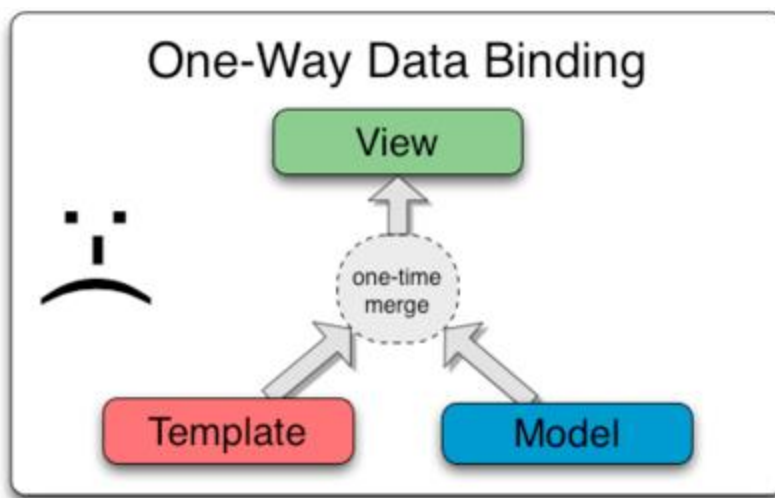 One-Way Data Binding
View
one-time
merge
Template
Model